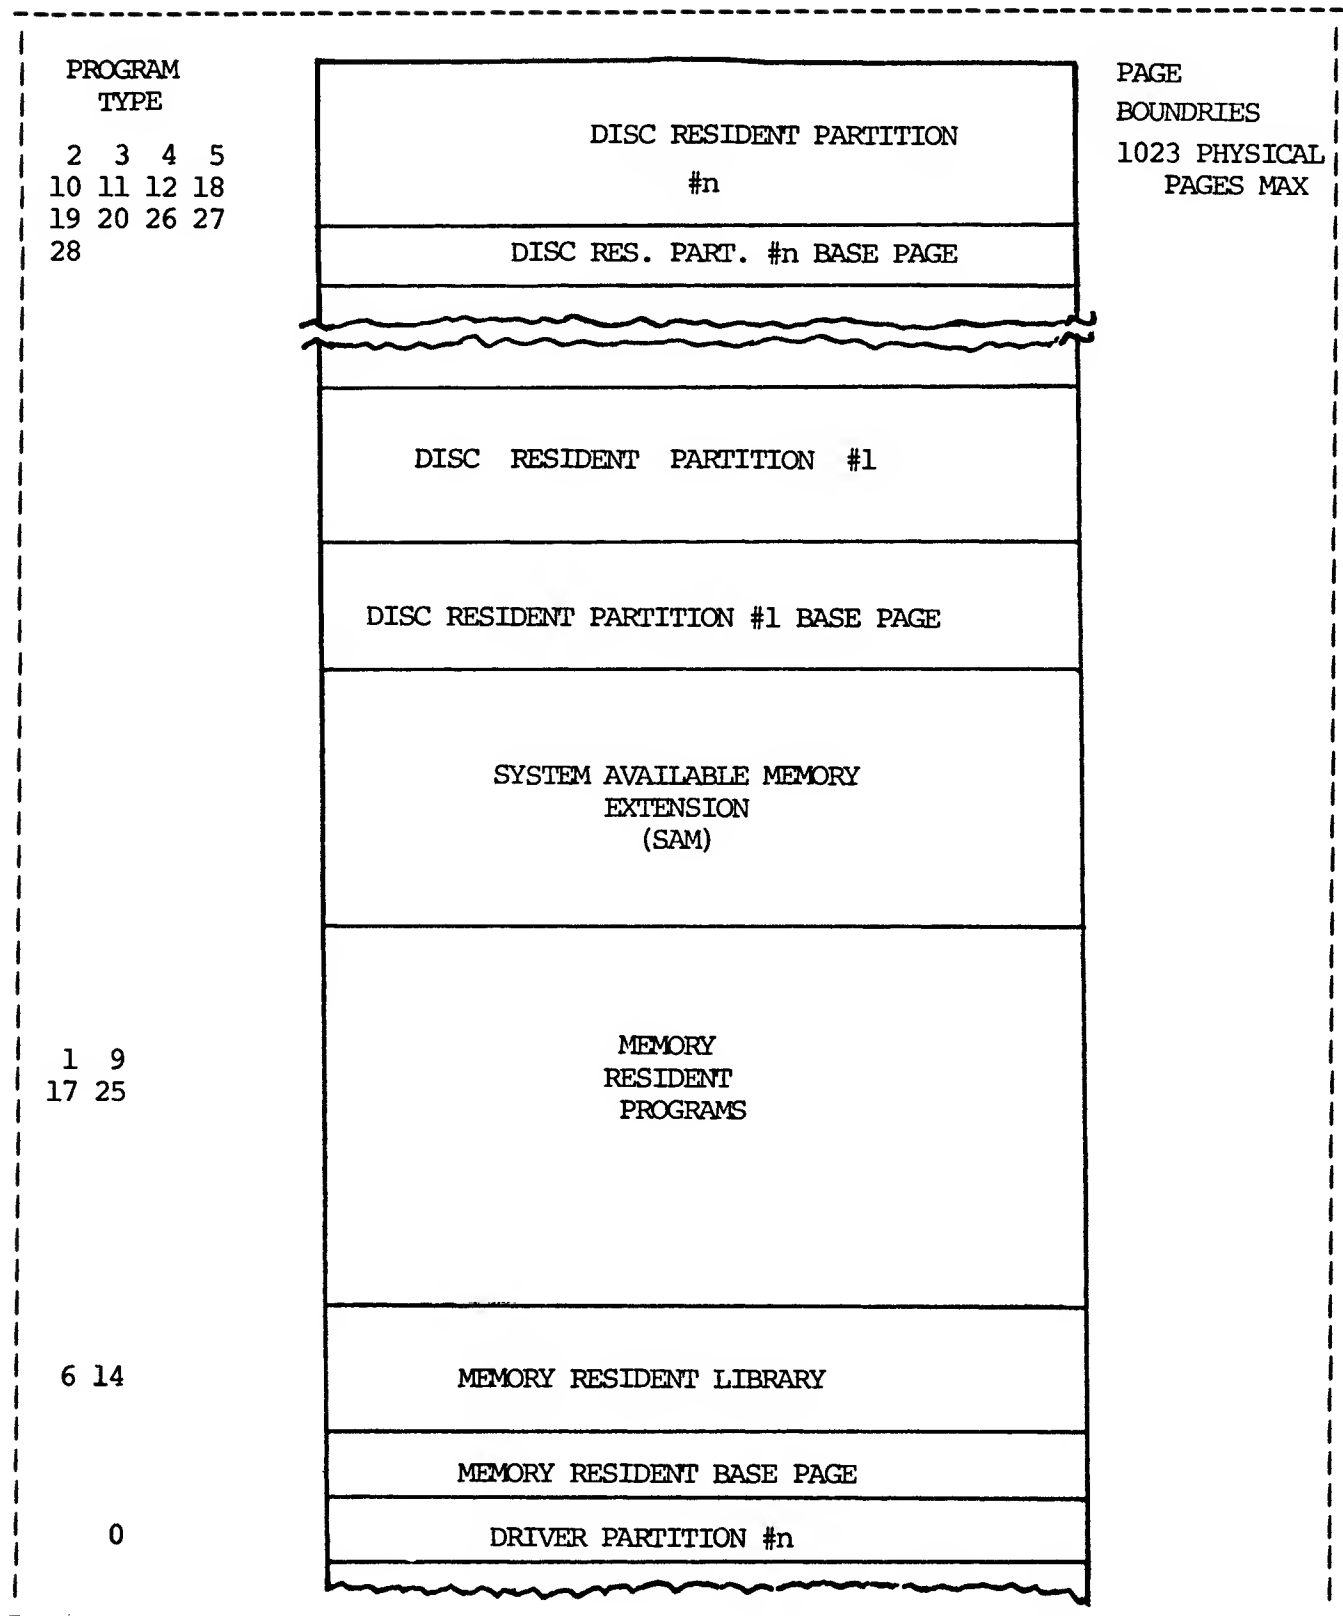 PROGRAM
TYPE
2 3 4 5
10 11 12 18
19 20 26 27
28
DISC RESIDENT PARTITION
#n
PAGE
BOUNDRIES
1023 PHYSICAL
PAGES MAX
DISC RES. PART. #n BASE PAGE
DISC RESIDENT PARTITION #1
DISC RESIDENT PARTITION #1 BASE PAGE
SYSTEM AVAILABLE MEMORY
EXTENSION
(SAM)
1 9
17 25
MEMORY
RESIDENT
PROGRAMS
6 14
MEMORY RESIDENT LIBRARY
MEMORY RESIDENT BASE PAGE
0
DRIVER PARTITION #n